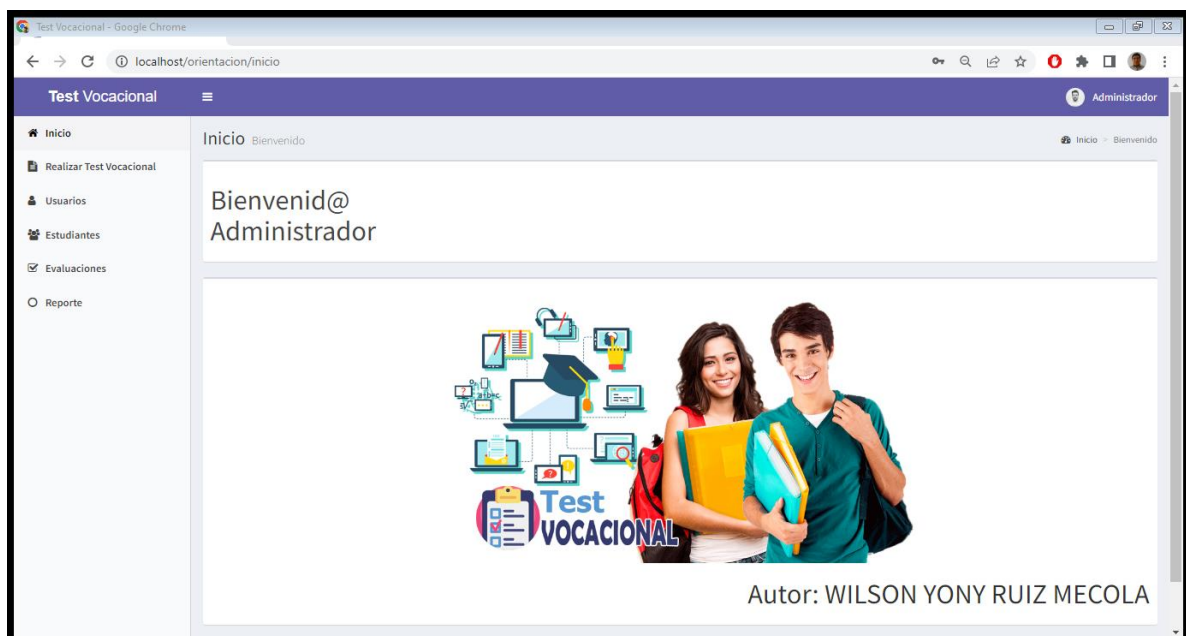 Test Vocacional - Google Chrome
localhost/orientacion/inicio
Test Vocacional
Administrador
Inicio
Realizar Test Vocacional
Usuarios
Estudiantes
Evaluaciones
Reporte
Inicio Bienvenido
Inicio > Bienvenido
Bienvenid@
Administrador
Test
VOCACIONAL
Autor: WILSON YONY RUIZ MECOLA